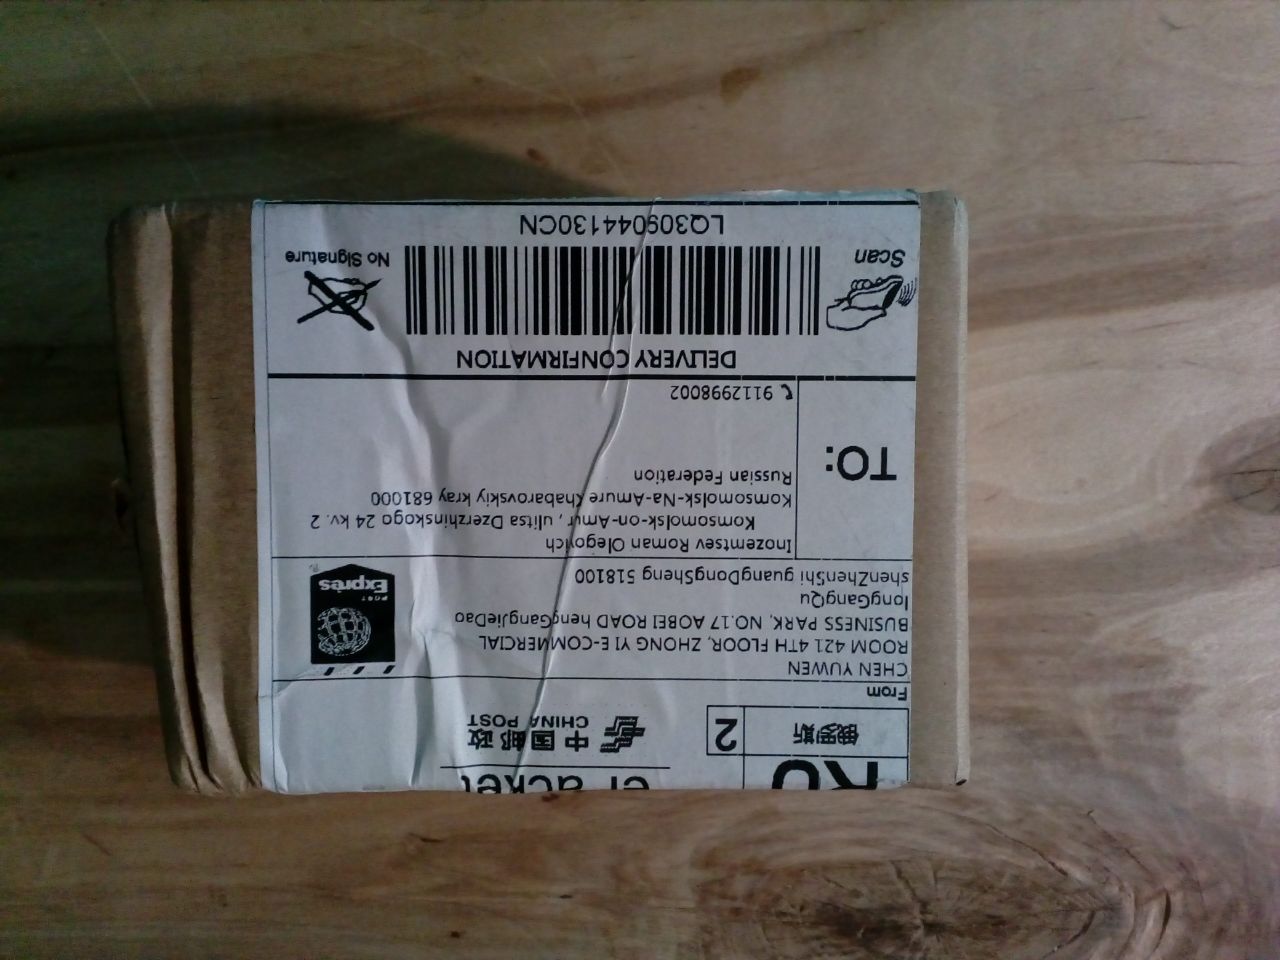 RU
ePacket
俄罗斯
2
中国邮政
CHINA POST
From
CHEN YUWEN
ROOM 421 4TH FLOOR, ZHONG YI E-COMMERCIAL
BUSINESS PARK, NO.17 AOBEI ROAD hengGangJieDao
longGangQu
shenZhenShi guangDongSheng 518100
POST
Exprés
TO:
Inozemtsev Roman Olegovich
Komsomolsk-on-Amur , ulitsa Dzerzhinskogo 24 kv. 2
Komsomolsk-Na-Amure Khabarovskiy kray 681000
Russian Federation
9112998002
DELIVERY CONFIRMATION
Scan
No Signature
LQ309044130CN